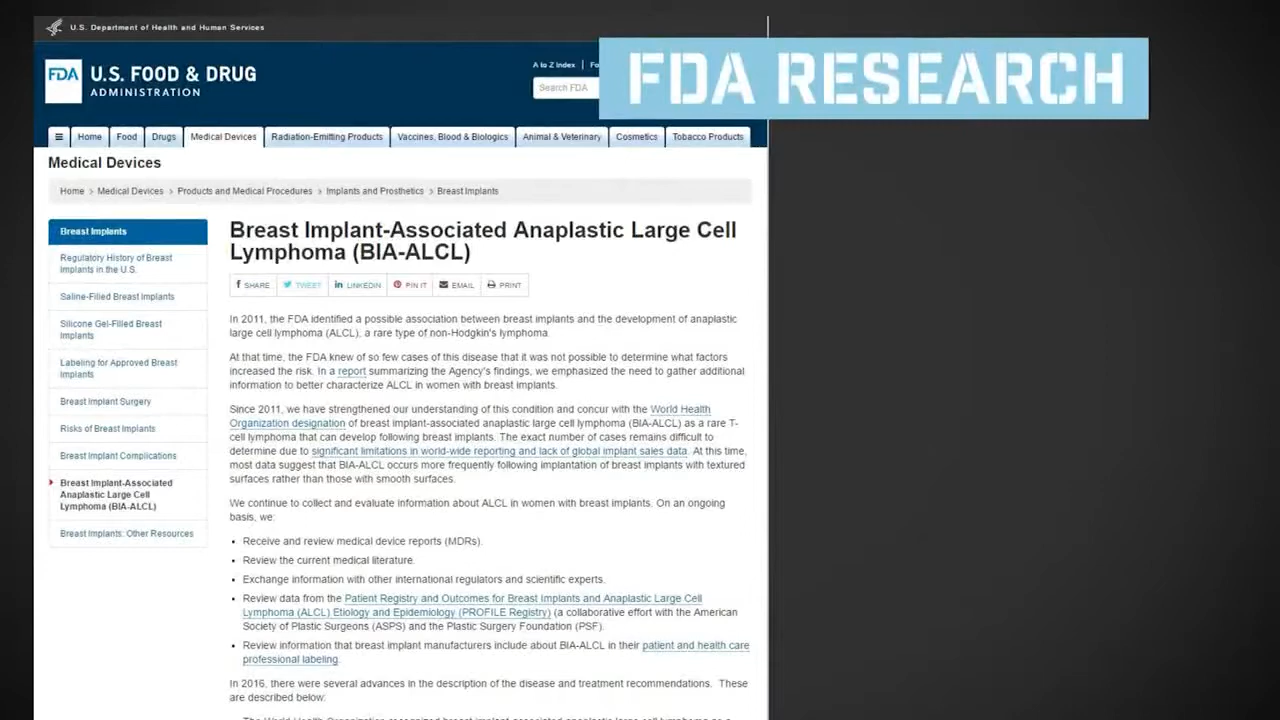 U.S. Department of Health and Human Services
FDA RESEARCH
FDA U.S. FOOD & DRUG
ADMINISTRATION
A to Z Index
Search FDA
Home Food Drugs Medical Devices Radiation-Emitting Products Vaccines, Blood & Biologics Animal & Veterinary Cosmetics Tobacco Products
Medical Devices
Home > Medical Devices > Products and Medical Procedures > Implants and Prosthetics > Breast Implants
Breast Implants
Regulatory History of Breast
Implants in the U.S.
Saline-Filled Breast Implants
Silicone Gel-Filled Breast
Implants
Labeling for Approved Breast
Implants
Breast Implant Surgery
Risks of Breast Implants
Breast Implant Complications
Breast Implant-Associated
Anaplastic Large Cell
Lymphoma (BIA-ALCL)
Breast Implants: Other Resources
Breast Implant-Associated Anaplastic Large Cell
Lymphoma (BIA-ALCL)
SHARE TWEET LINKEDIN PIN IT EMAIL PRINT
In 2011, the FDA identified a possible association between breast implants and the development of anaplastic
large cell lymphoma (ALCL), a rare type of non-Hodgkin's lymphoma.
At that time, the FDA knew of so few cases of this disease that it was not possible to determine what factors
increased the risk. In a report summarizing the Agency's findings, we emphasized the need to gather additional
information to better characterize ALCL in women with breast implants.
Since 2011, we have strengthened our understanding of this condition and concur with the World Health
Organization designation of breast implant-associated anaplastic large cell lymphoma (BIA-ALCL) as a rare T-
cell lymphoma that can develop following breast implants. The exact number of cases remains difficult to
determine due to significant limitations in world-wide reporting and lack of global implant sales data. At this time,
most data suggest that BIA-ALCL occurs more frequently following implantation of breast implants with textured
surfaces rather than those with smooth surfaces.
We continue to collect and evaluate information about ALCL in women with breast implants. On an ongoing
basis, we:
• Receive and review medical device reports (MDRs).
• Review the current medical literature.
• Exchange information with other international regulators and scientific experts.
• Review data from the Patient Registry and Outcomes for Breast Implants and Anaplastic Large Cell
Lymphoma (ALCL) Etiology and Epidemiology (PROFILE Registry) (a collaborative effort with the American
Society of Plastic Surgeons (ASPS) and the Plastic Surgery Foundation (PSF).
• Review information that breast implant manufacturers include about BIA-ALCL in their patient and health care
professional labeling.
In 2016, there were several advances in the description of the disease and treatment recommendations. These
are described below: